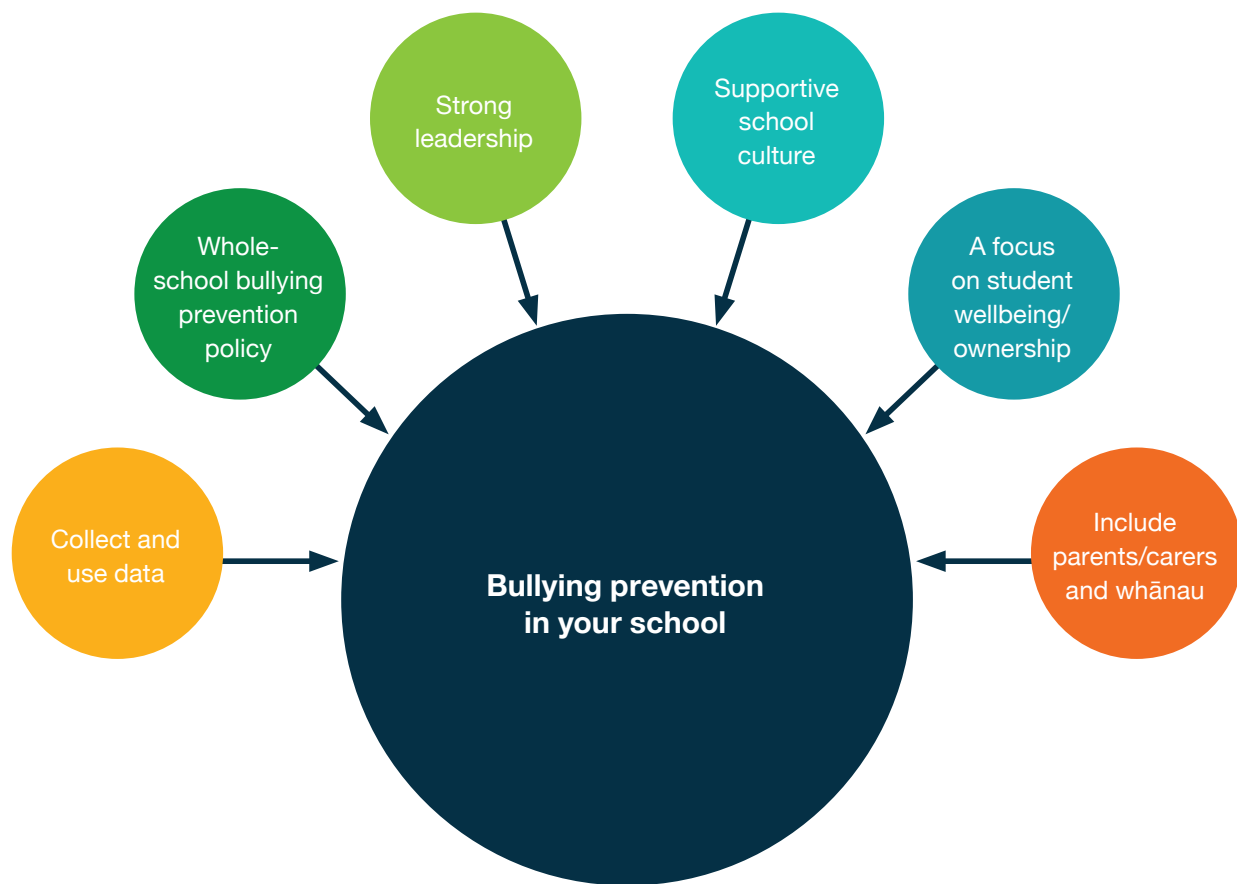 Strong
leadership
Supportive
school
culture
Whole-
school bullying
prevention
policy
A focus
on student
wellbeing/
ownership
Collect and
use data
Include
parents/carers
and whānau
Bullying prevention
in your school